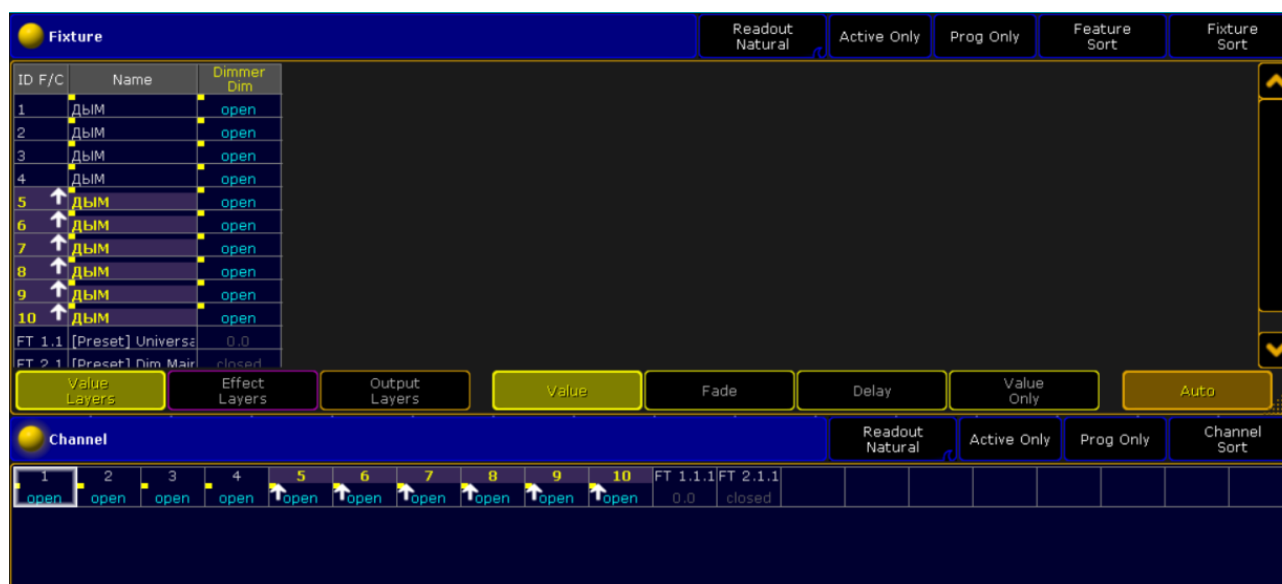 Fixture Readout Natural Active Only Prog Only Feature Sort Fixture Sort
ID F/C Name Dimmer Dim
1 ДЫМ open
2 ДЫМ open
3 ДЫМ open
4 ДЫМ open
5 ДЫМ open
6 ДЫМ open
7 ДЫМ open
8 ДЫМ open
9 ДЫМ open
10 ДЫМ open
FT 1.1 [Preset] Universa 0.0
FT 2.1 [Preset] Dim Mair closed
Value Layers Effect Layers Output Layers Value Fade Delay Value Only Auto
Channel Readout Natural Active Only Prog Only Channel Sort
1 2 3 4 5 6 7 8 9 10 FT 1.1.1 FT 2.1.1
open open open open open open open open open open 0.0 closed